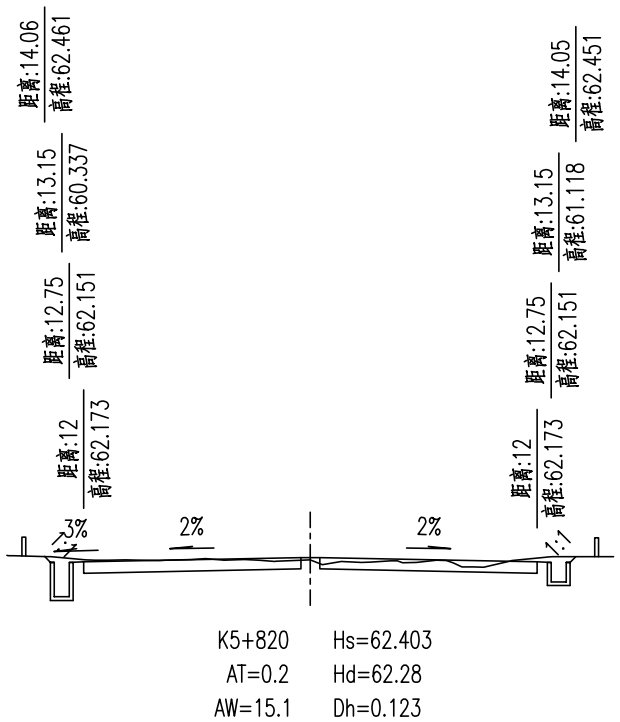 距离:14.06
高程:62.461
距离:14.05
高程:62.451
距离:13.15
高程:60.337
距离:13.15
高程:61.118
距离:12.75
高程:62.151
距离:12.75
高程:62.151
距离:12
高程:62.173
距离:12
高程:62.173
1:1
3%
2%
2%
1:1
K5+820 Hs=62.403
AT=0.2 Hd=62.28
AW=15.1 Dh=0.123